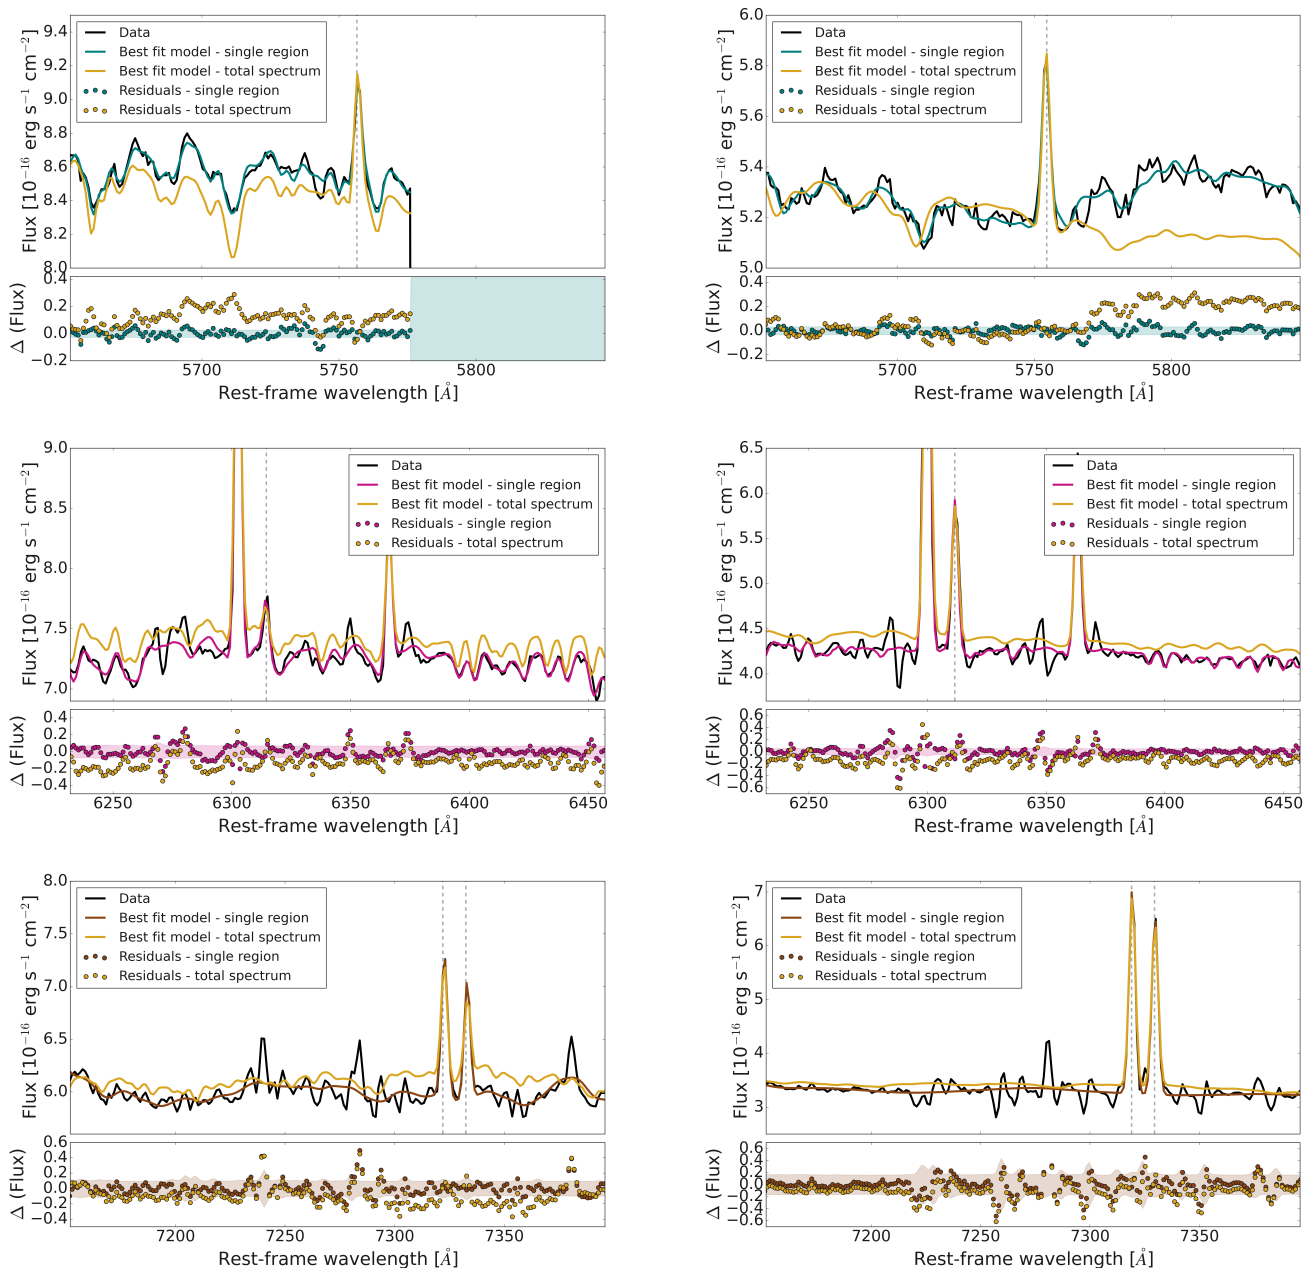 9.4
9.2
9.0
8.8
8.6
8.4
8.2
8.0
Flux [10⁻¹⁶ erg s⁻¹ cm⁻²]
Data
Best fit model - single region
Best fit model - total spectrum
Residuals - single region
Residuals - total spectrum
0.4
0.2
0.0
−0.2
Δ (Flux)
5700
5750
5800
Rest-frame wavelength [Å]
6.0
5.8
5.6
5.4
5.2
5.0
Flux [10⁻¹⁶ erg s⁻¹ cm⁻²]
Data
Best fit model - single region
Best fit model - total spectrum
Residuals - single region
Residuals - total spectrum
0.4
0.2
0.0
−0.2
Δ (Flux)
5700
5750
5800
Rest-frame wavelength [Å]
9.0
8.5
8.0
7.5
7.0
Flux [10⁻¹⁶ erg s⁻¹ cm⁻²]
Data
Best fit model - single region
Best fit model - total spectrum
Residuals - single region
Residuals - total spectrum
0.4
0.2
0.0
−0.2
−0.4
Δ (Flux)
6250
6300
6350
6400
6450
Rest-frame wavelength [Å]
6.5
6.0
5.5
5.0
4.5
4.0
Flux [10⁻¹⁶ erg s⁻¹ cm⁻²]
Data
Best fit model - single region
Best fit model - total spectrum
Residuals - single region
Residuals - total spectrum
0.6
0.4
0.2
0.0
−0.2
−0.4
−0.6
Δ (Flux)
6250
6300
6350
6400
6450
Rest-frame wavelength [Å]
8.0
7.5
7.0
6.5
6.0
Flux [10⁻¹⁶ erg s⁻¹ cm⁻²]
Data
Best fit model - single region
Best fit model - total spectrum
Residuals - single region
Residuals - total spectrum
0.6
0.4
0.2
0.0
−0.2
−0.4
Δ (Flux)
7200
7250
7300
7350
Rest-frame wavelength [Å]
7
6
5
4
3
Flux [10⁻¹⁶ erg s⁻¹ cm⁻²]
Data
Best fit model - single region
Best fit model - total spectrum
Residuals - single region
Residuals - total spectrum
0.6
0.4
0.2
0.0
−0.2
−0.4
−0.6
Δ (Flux)
7200
7250
7300
7350
Rest-frame wavelength [Å]